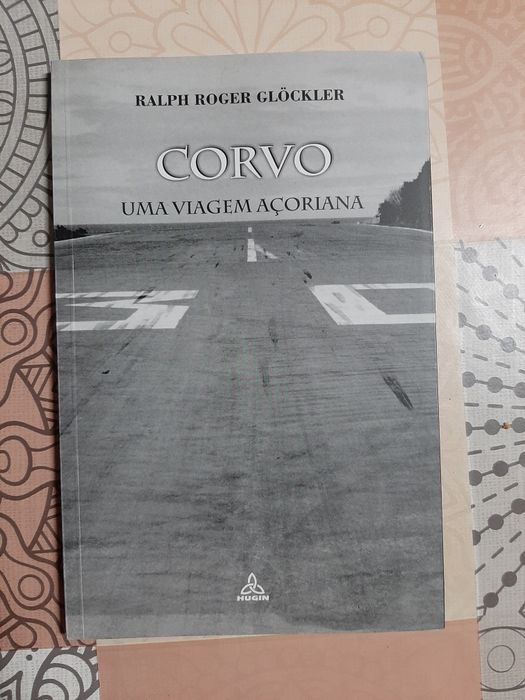 RALPH ROGER GLÖCKLER
CORVO
UMA VIAGEM AÇORIANA
HUGIN